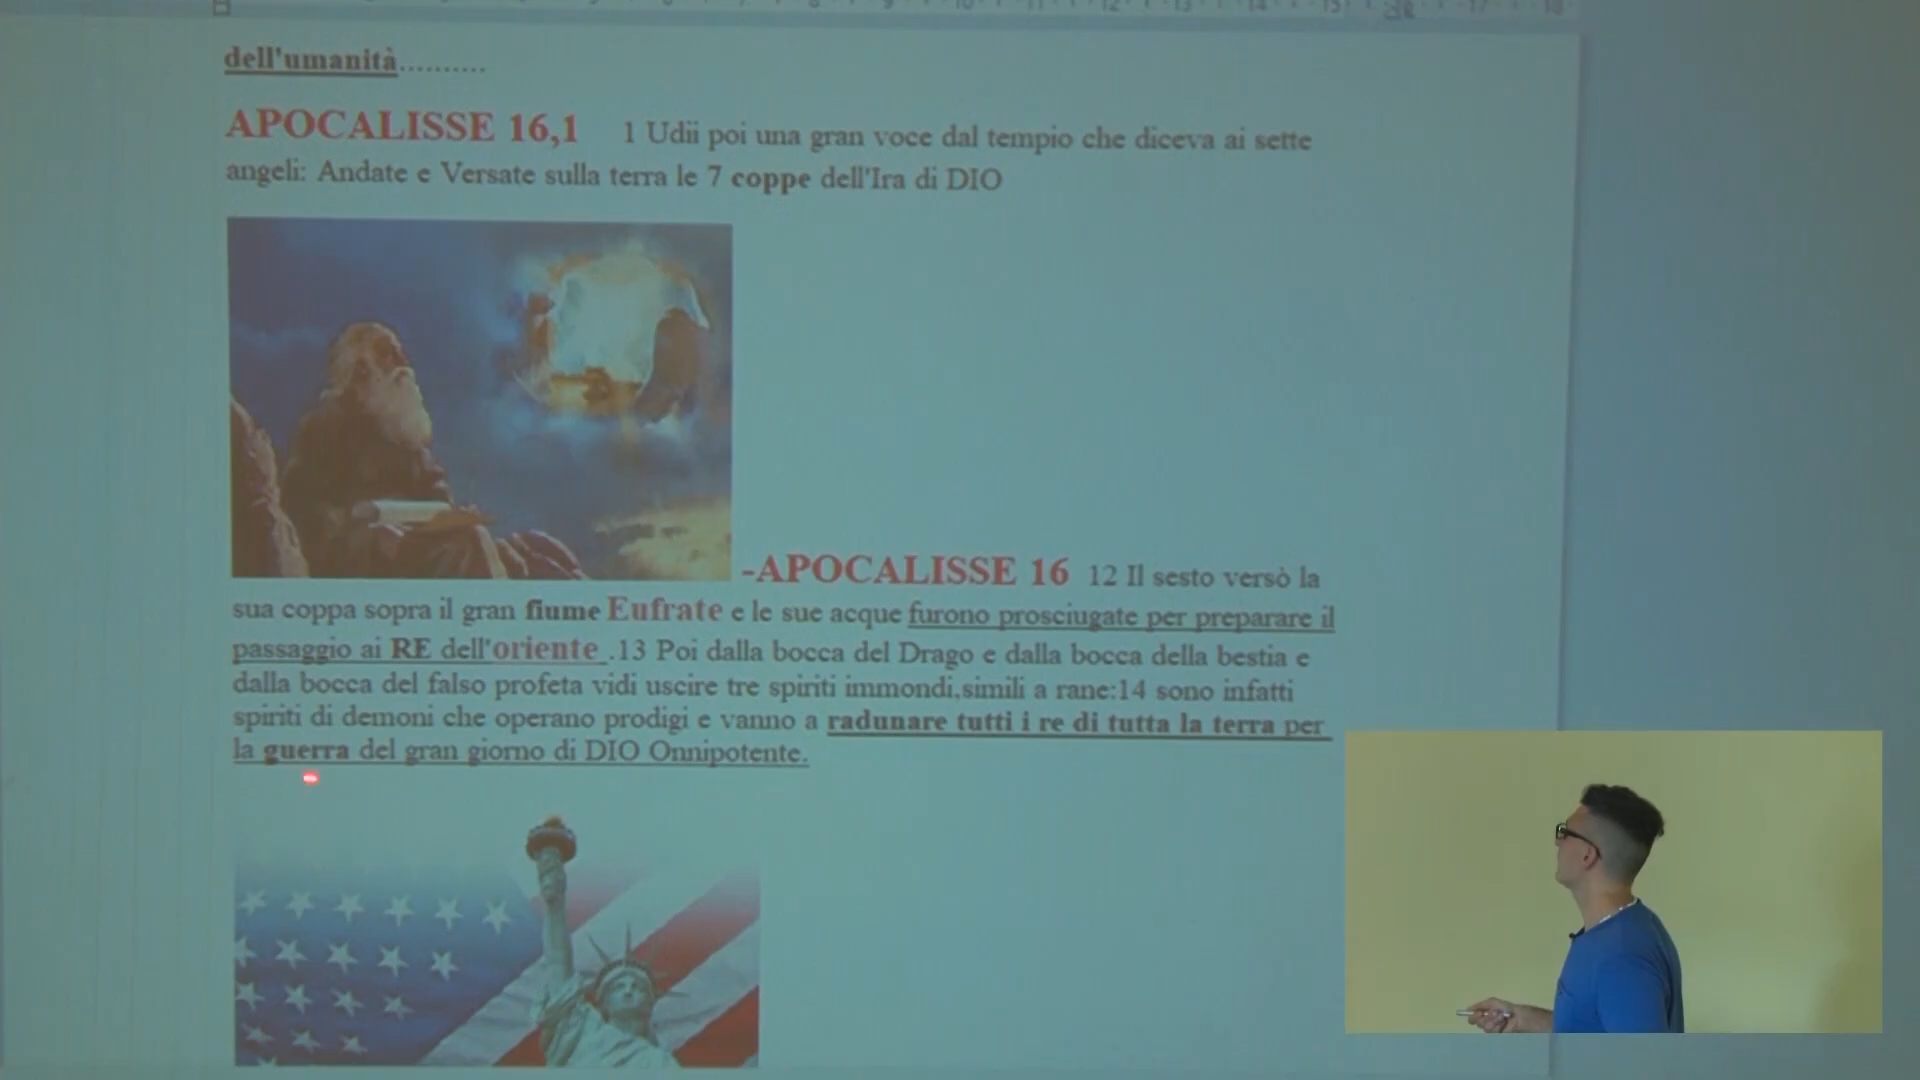 dell'umanità..........
APOCALISSE 16,1 1 Udii poi una gran voce dal tempio che diceva ai sette
angeli: Andate e Versate sulla terra le 7 coppe dell'Ira di DIO
-APOCALISSE 16 12 Il sesto versò la
sua coppa sopra il gran fiume Eufrate e le sue acque furono prosciugate per preparare il
passaggio ai RE dell'oriente .13 Poi dalla bocca del Drago e dalla bocca della bestia e
dalla bocca del falso profeta vidi uscire tre spiriti immondi,simili a rane:14 sono infatti
spiriti di demoni che operano prodigi e vanno a radunare tutti i re di tutta la terra per
la guerra del gran giorno di DIO Onnipotente.